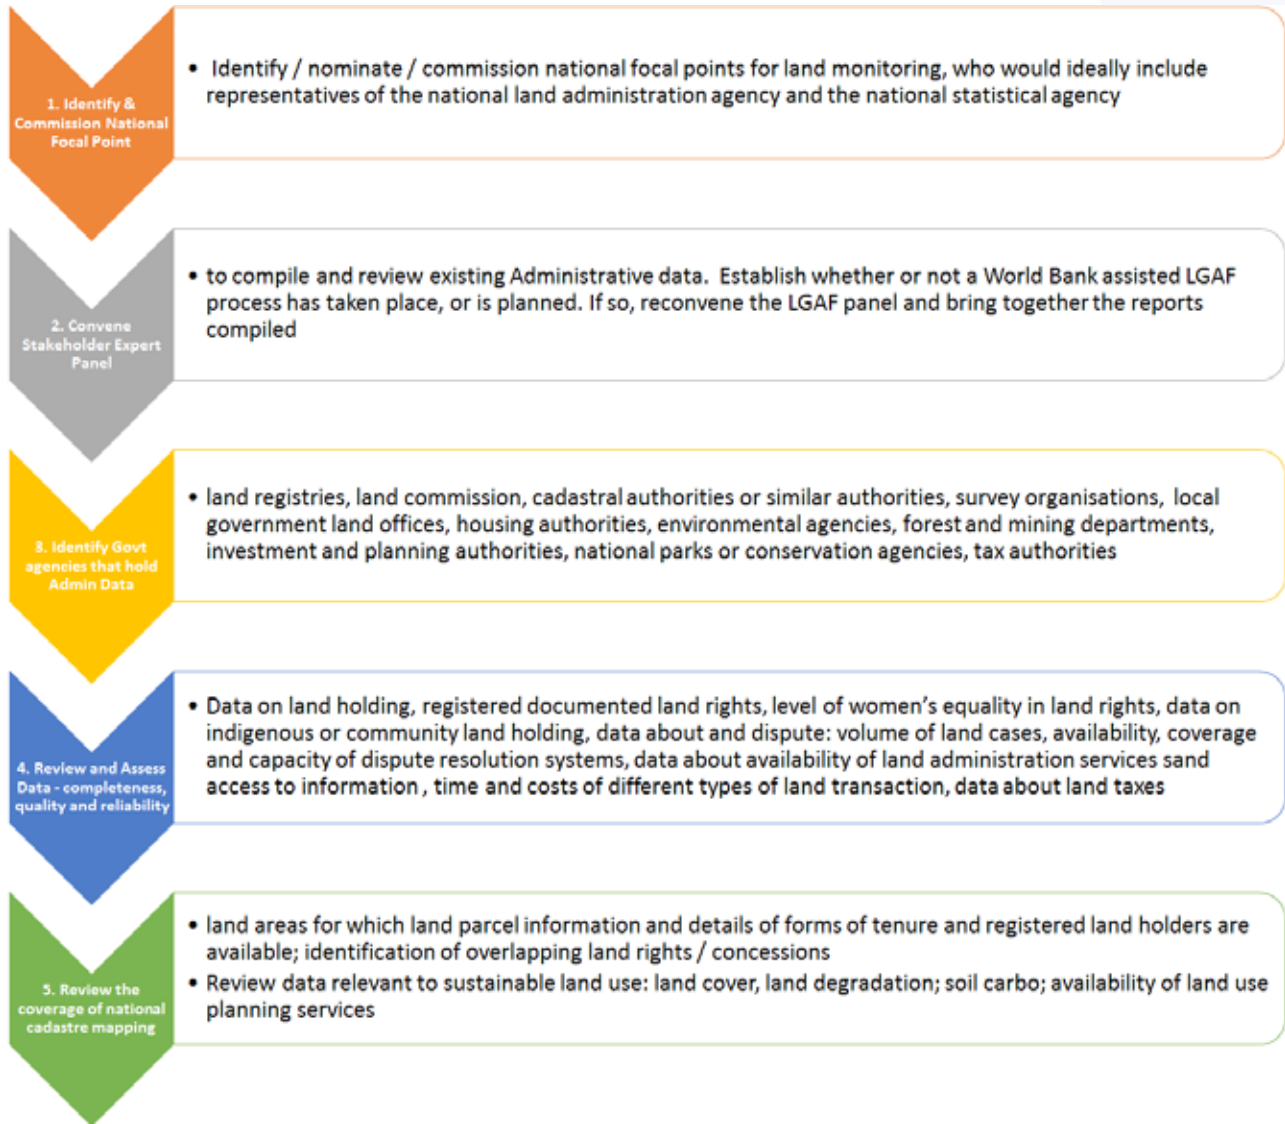 1. Identify &
Commission National
Focal Point
• Identify / nominate / commission national focal points for land monitoring, who would ideally include
representatives of the national land administration agency and the national statistical agency
2. Convene
Stakeholder Expert
Panel
• to compile and review existing Administrative data. Establish whether or not a World Bank assisted LGAF
process has taken place, or is planned. If so, reconvene the LGAF panel and bring together the reports
compiled
3. Identify Govt
agencies that hold
Admin Data
• land registries, land commission, cadastral authorities or similar authorities, survey organisations, local
government land offices, housing authorities, environmental agencies, forest and mining departments,
investment and planning authorities, national parks or conservation agencies, tax authorities
4. Review and Assess
Data - completeness,
quality and reliability
• Data on land holding, registered documented land rights, level of women's equality in land rights, data on
indigenous or community land holding, data about and dispute: volume of land cases, availability, coverage
and capacity of dispute resolution systems, data about availability of land administration services sand
access to information , time and costs of different types of land transaction, data about land taxes
5. Review the
coverage of national
cadastre mapping
• land areas for which land parcel information and details of forms of tenure and registered land holders are
available; identification of overlapping land rights / concessions
• Review data relevant to sustainable land use: land cover, land degradation; soil carbo; availability of land use
planning services